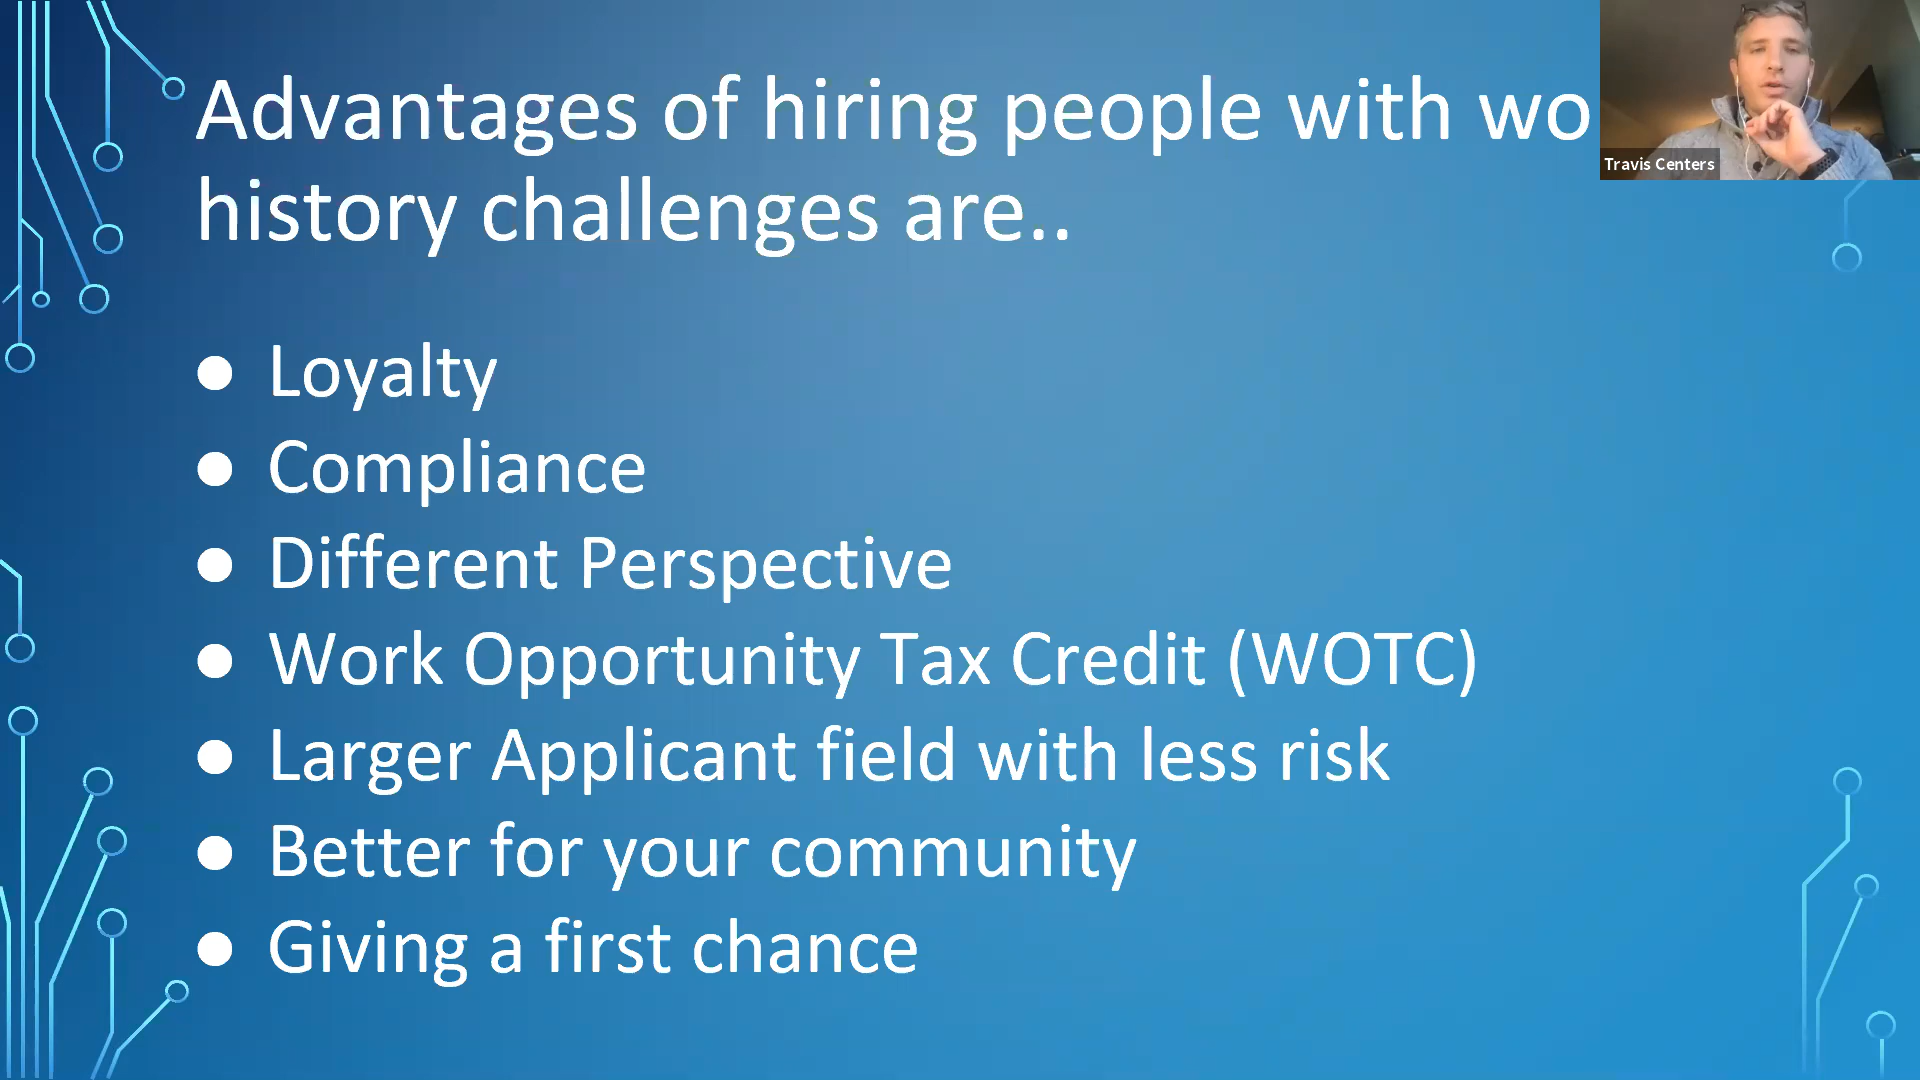 Advantages of hiring people with wo
history challenges are..
Travis Centers
● Loyalty
● Compliance
● Different Perspective
● Work Opportunity Tax Credit (WOTC)
● Larger Applicant field with less risk
● Better for your community
● Giving a first chance